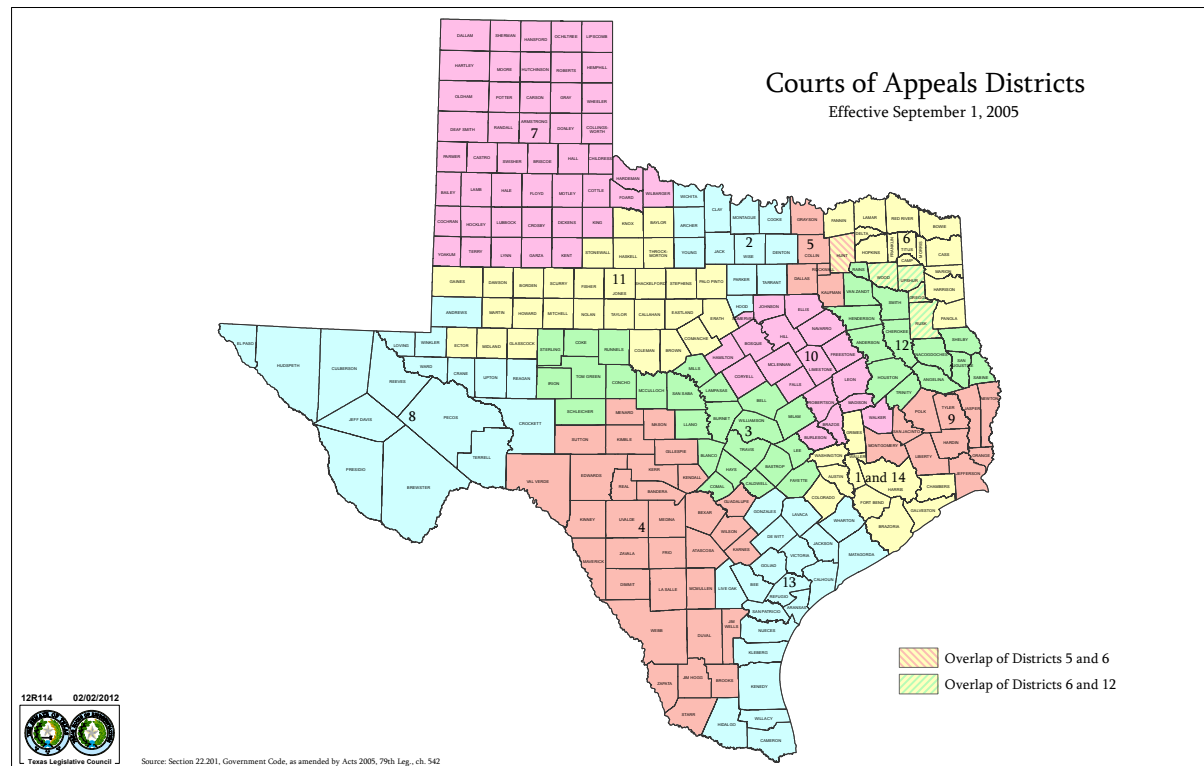 Courts of Appeals Districts
Effective September 1, 2005
DALLAM SHERMAN HANSFORD OCHILTREE LIPSCOMB
HARTLEY MOORE HUTCHINSON ROBERTS HEMPHILL
OLDHAM POTTER CARSON GRAY WHEELER
DEAF SMITH RANDALL ARMSTRONG DONLEY COLLINGS-
WORTH
7
PARMER CASTRO SWISHER BRISCOE HALL CHILDRESS
HARDEMAN
BAILEY LAMB HALE FLOYD MOTLEY COTTLE FOARD WILBARGER WICHITA
CLAY MONTAGUE COOKE GRAYSON FANNIN LAMAR RED RIVER BOWIE
COCHRAN HOCKLEY LUBBOCK CROSBY DICKENS KING KNOX BAYLOR ARCHER
DELTA
YOAKUM TERRY LYNN GARZA KENT STONEWALL HASKELL THROCK-
MORTON YOUNG JACK 2 WISE DENTON 5 COLLIN HUNT HOPKINS FRANKLIN 6 TITUS CAMP MORRIS CASS
ROCKWALL RAINS WOOD UPSHUR MARION
GAINES DAWSON BORDEN SCURRY FISHER 11 JONES SHACKELFORD STEPHENS PALO PINTO PARKER TARRANT DALLAS KAUFMAN VAN ZANDT HARRISON
ANDREWS MARTIN HOWARD MITCHELL NOLAN TAYLOR CALLAHAN EASTLAND ERATH HOOD JOHNSON ELLIS HENDERSON SMITH RUSK PANOLA
COMANCHE BOSQUE HILL NAVARRO ANDERSON CHEROKEE 12 SHELBY
EL PASO HUDSPETH CULBERSON LOVING WINKLER ECTOR MIDLAND GLASSCOCK STERLING COKE RUNNELS COLEMAN BROWN
HAMILTON 10 MCLENNAN LIMESTONE FREESTONE NACOGDOCHES SAN
REEVES WARD CRANE UPTON REAGAN IRION TOM GREEN CONCHO MCCULLOCH SAN SABA MILLS LAMPASAS CORYELL FALLS LEON HOUSTON ANGELINA SABINE
TRINITY
JEFF DAVIS 8 PECOS CROCKETT SCHLEICHER MENARD MASON LLANO BURNET BELL MILAM ROBERTSON MADISON WALKER POLK TYLER JASPER NEWTON
9
3 WILLIAMSON BRAZOS BURLESON GRIMES SAN JACINTO HARDIN
PRESIDIO BREWSTER TERRELL SUTTON KIMBLE GILLESPIE BLANCO TRAVIS LEE WASHINGTON MONTGOMERY LIBERTY ORANGE
JEFFERSON
VAL VERDE EDWARDS REAL KERR BANDERA KENDALL HAYS BASTROP FAYETTE AUSTIN WALLER 1 and 14 HARRIS CHAMBERS
COMAL CALDWELL COLORADO FORT BEND GALVESTON
KINNEY UVALDE MEDINA BEXAR GUADALUPE GONZALES LAVACA WHARTON BRAZORIA
4
WILSON DE WITT JACKSON MATAGORDA
MAVERICK ZAVALA FRIO ATASCOSA KARNES VICTORIA
GOLIAD CALHOUN
DIMMIT LA SALLE MCMULLEN LIVE OAK BEE 13 REFUGIO
SAN PATRICIO ARANSAS
WEBB DUVAL JIM
WELLS NUECES
KLEBERG
ZAPATA JIM HOGG BROOKS KENEDY
STARR HIDALGO WILLACY
CAMERON
Overlap of Districts 5 and 6
Overlap of Districts 6 and 12
12R114 02/02/2012
Texas Legislative Council
Source: Section 22.201, Government Code, as amended by Acts 2005, 79th Leg., ch. 542